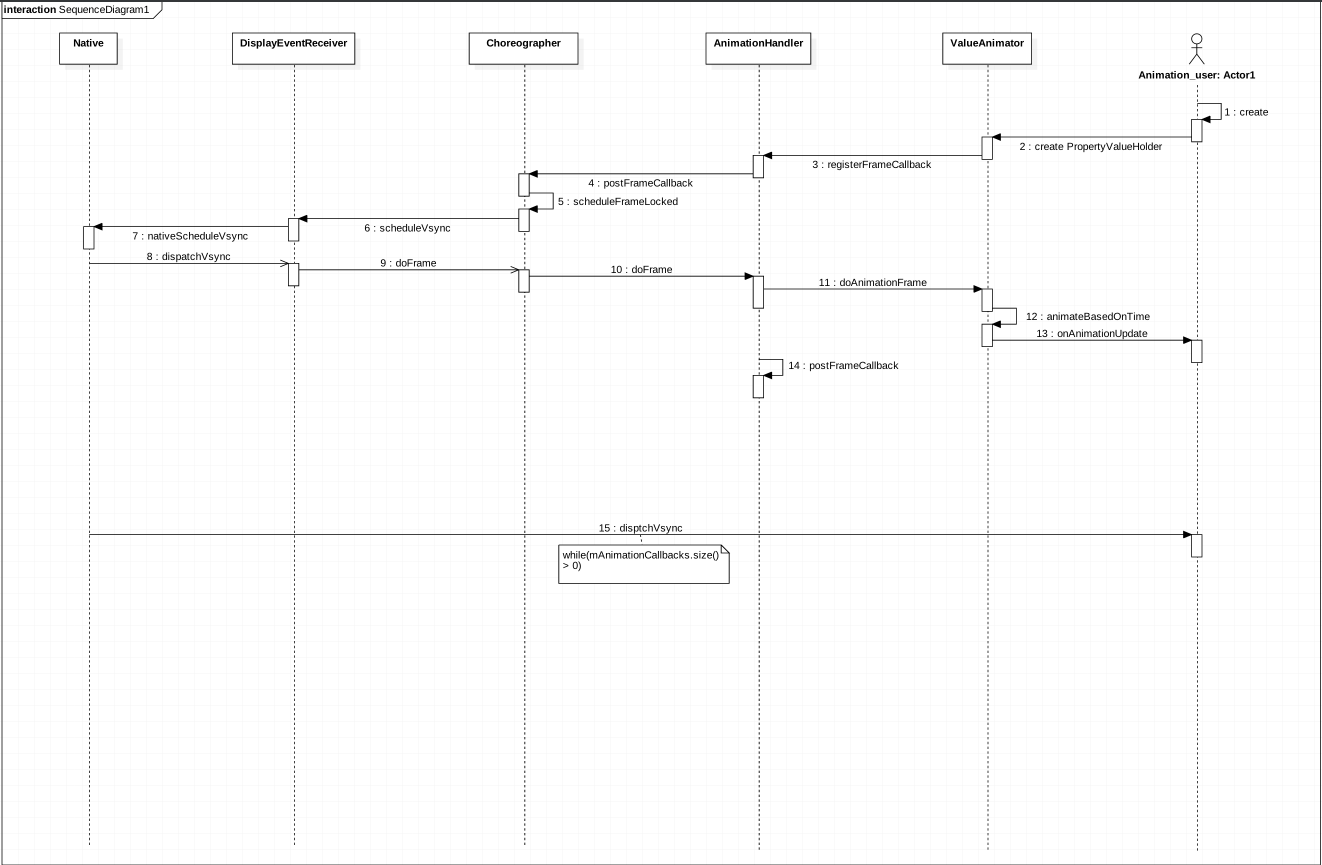 interaction SequenceDiagram1
Native
DisplayEventReceiver
Choreographer
AnimationHandler
ValueAnimator
Animation_user: Actor1
1 : create
2 : create PropertyValueHolder
3 : registerFrameCallback
4 : postFrameCallback
5 : scheduleFrameLocked
6 : scheduleVsync
7 : nativeScheduleVsync
8 : dispatchVsync
9 : doFrame
10 : doFrame
11 : doAnimationFrame
12 : animateBasedOnTime
13 : onAnimationUpdate
14 : postFrameCallback
15 : disptchVsync
while(mAnimationCallbacks.size()
> 0)